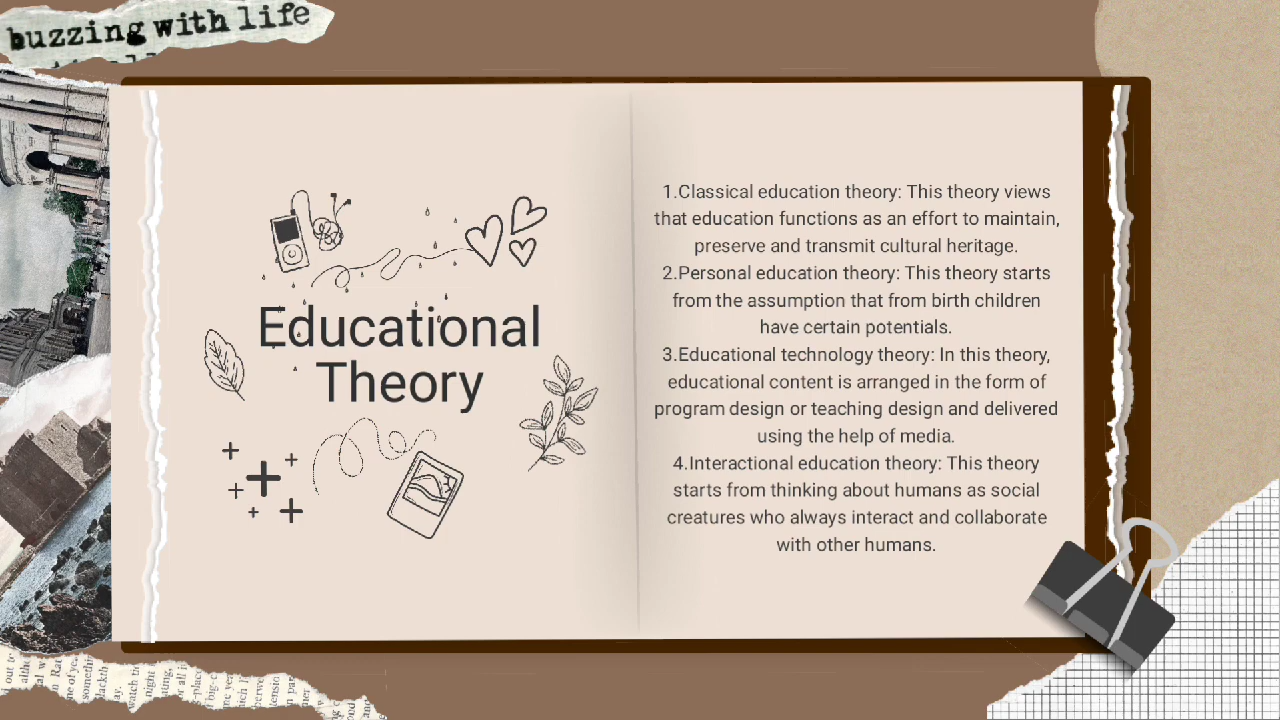 buzzing with life
Educational
Theory
1.Classical education theory: This theory views
that education functions as an effort to maintain,
preserve and transmit cultural heritage.
2.Personal education theory: This theory starts
from the assumption that from birth children
have certain potentials.
3.Educational technology theory: In this theory,
educational content is arranged in the form of
program design or teaching design and delivered
using the help of media.
4.Interactional education theory: This theory
starts from thinking about humans as social
creatures who always interact and collaborate
with other humans.